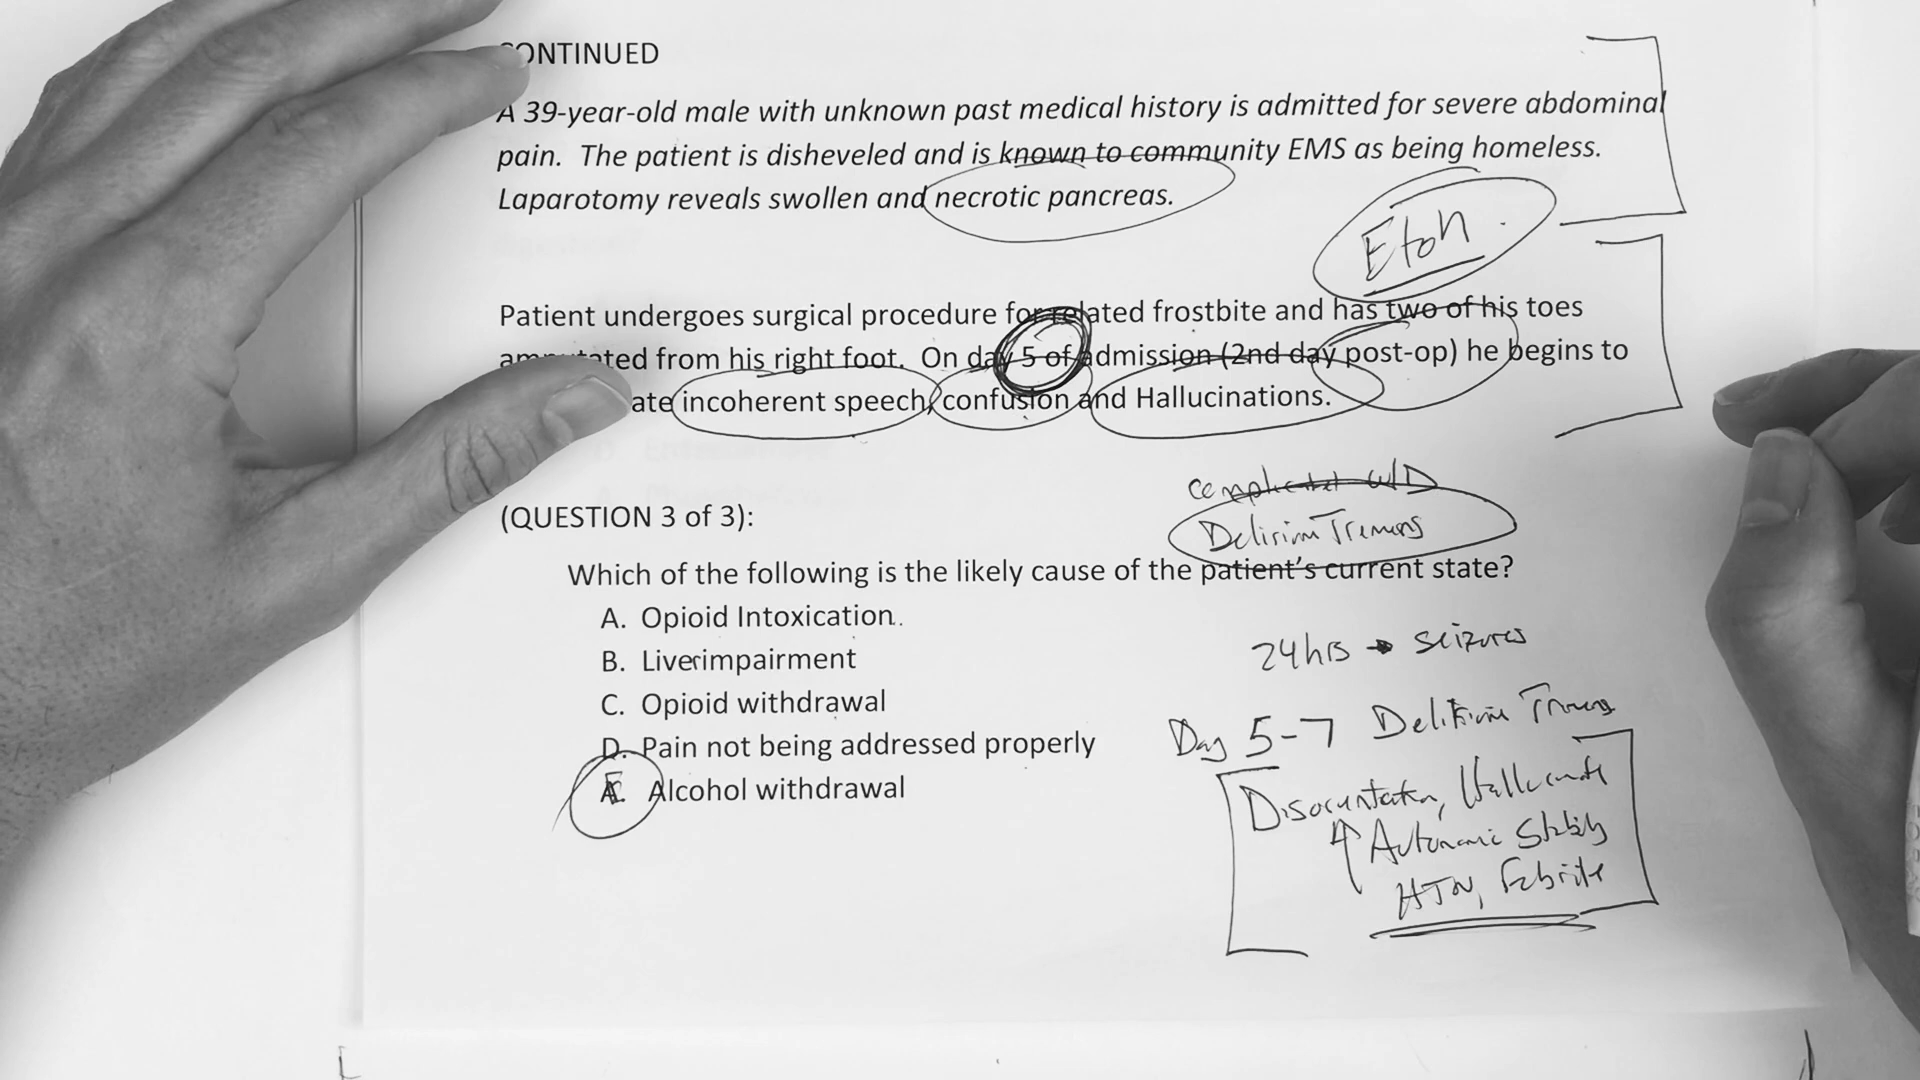 CONTINUED
A 39-year-old male with unknown past medical history is admitted for severe abdominal
pain. The patient is disheveled and is known to community EMS as being homeless.
Laparotomy reveals swollen and necrotic pancreas.
Etoh
Patient undergoes surgical procedure for related frostbite and has two of his toes
amputated from his right foot. On day 5 of admission (2nd day post-op) he begins to
ate incoherent speech, confusion and Hallucinations.
W/D
(QUESTION 3 of 3):
Delirium Tremens
Which of the following is the likely cause of the patient's current state?
A. Opioid Intoxication.
24hrs → seizures
B. Liver impairment
C. Opioid withdrawal
Day 5-7 Delirium Tremens
D. Pain not being addressed properly
E. Alcohol withdrawal
Disorientation, Hallucinate
↑ Autonomic Stability
HTN, Febrile